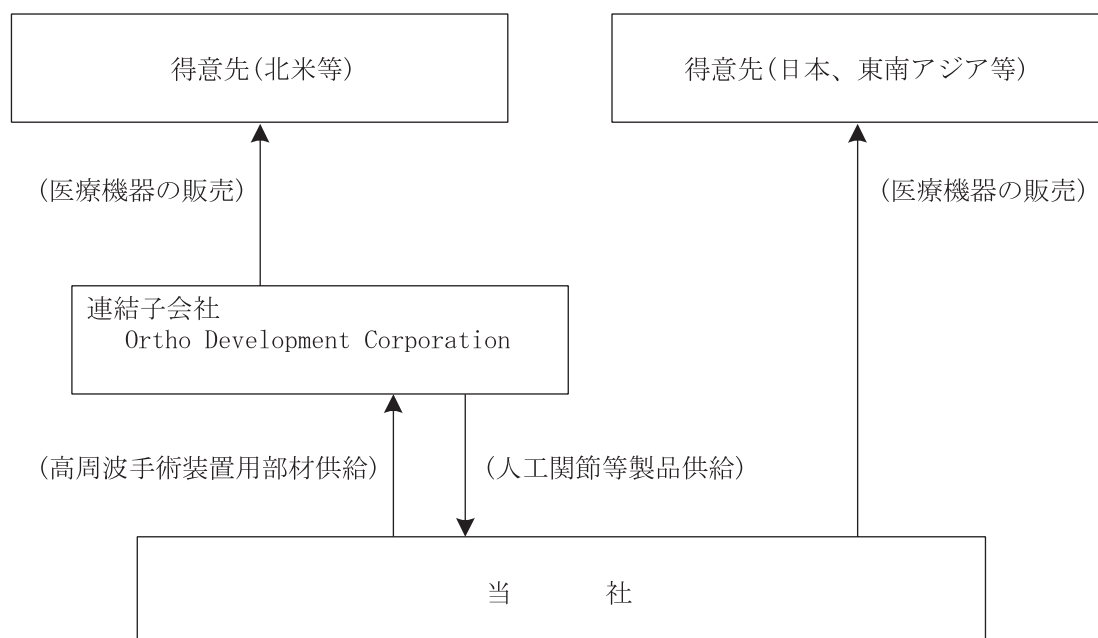 得意先(北米等)
得意先(日本、東南アジア等)
(医療機器の販売)
(医療機器の販売)
連結子会社
Ortho Development Corporation
(高周波手術装置用部材供給)
(人工関節等製品供給)
当　　社